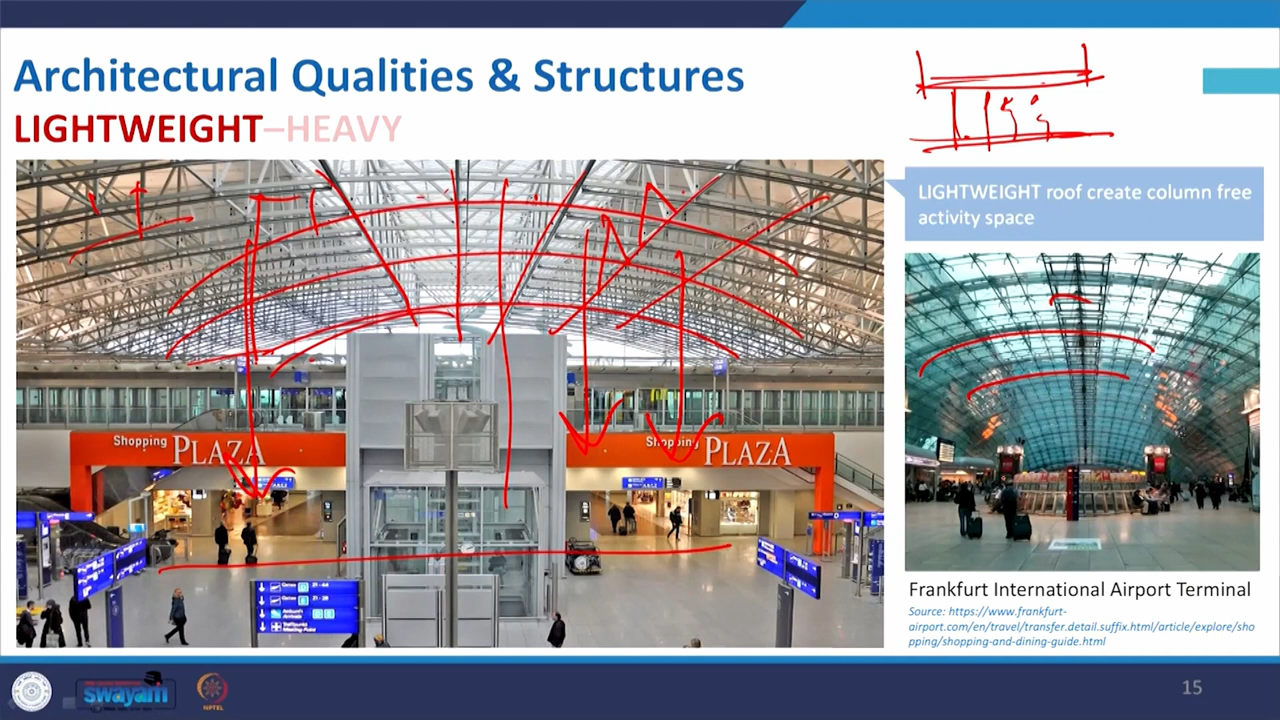 Architectural Qualities & Structures
LIGHTWEIGHT–HEAVY
LIGHTWEIGHT roof create column free
activity space
Shopping PLAZA
Shopping PLAZA
Frankfurt International Airport Terminal
Source: https://www.frankfurt-
airport.com/en/travel/transfer.detail.suffix.html/article/explore/sho
pping/shopping-and-dining-guide.html
swayam
NPTEL
15